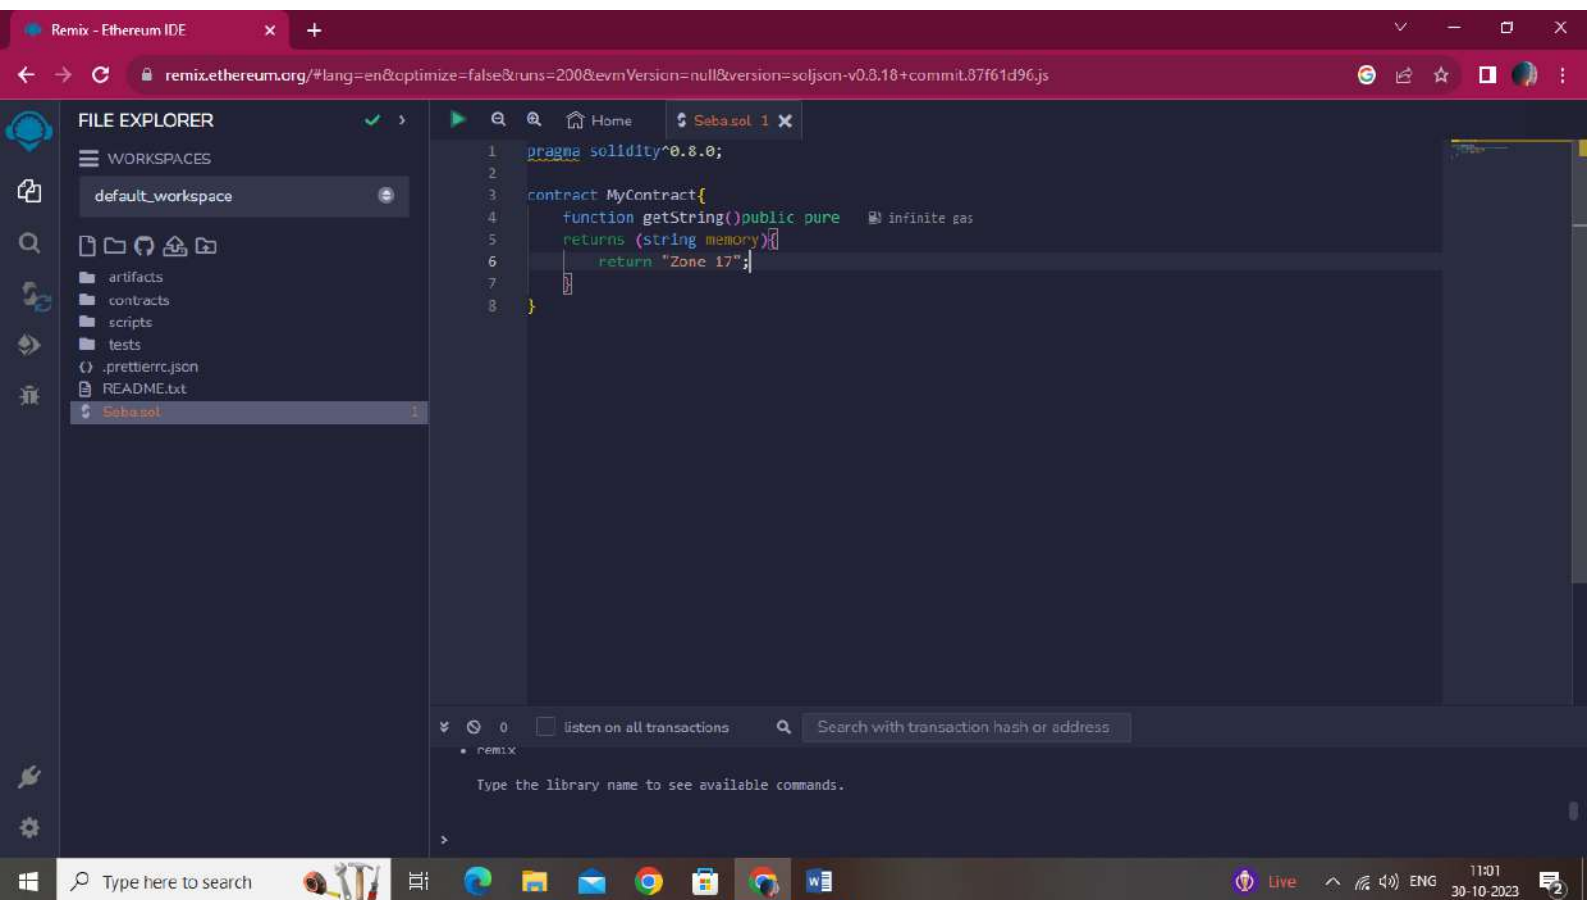 Remix - Ethereum IDE
remix.ethereum.org/#lang=en&optimize=false&runs=200&evmVersion=null&version=soljson-v0.8.18+commit.87f61d96.js
FILE EXPLORER
WORKSPACES
default_workspace
artifacts
contracts
scripts
tests
.prettierrc.json
README.txt
Seba.sol 1
Home
Seba.sol 1
1 pragma solidity^0.8.0;
2
3 contract MyContract{
4 function getString()public pure infinite gas
5 returns (string memory){
6 return "Zone 17";
7 }
8 }
0 listen on all transactions
Search with transaction hash or address
remix
Type the library name to see available commands.
>
Type here to search
Live
ENG
11:01
30-10-2023
2